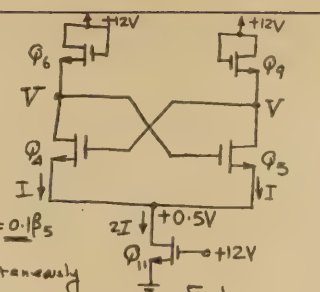 +12V +12V
Q6 Q9
V V
Q4 Q5
I I
2I +0.5V
=0.1β5
Q11 +12V